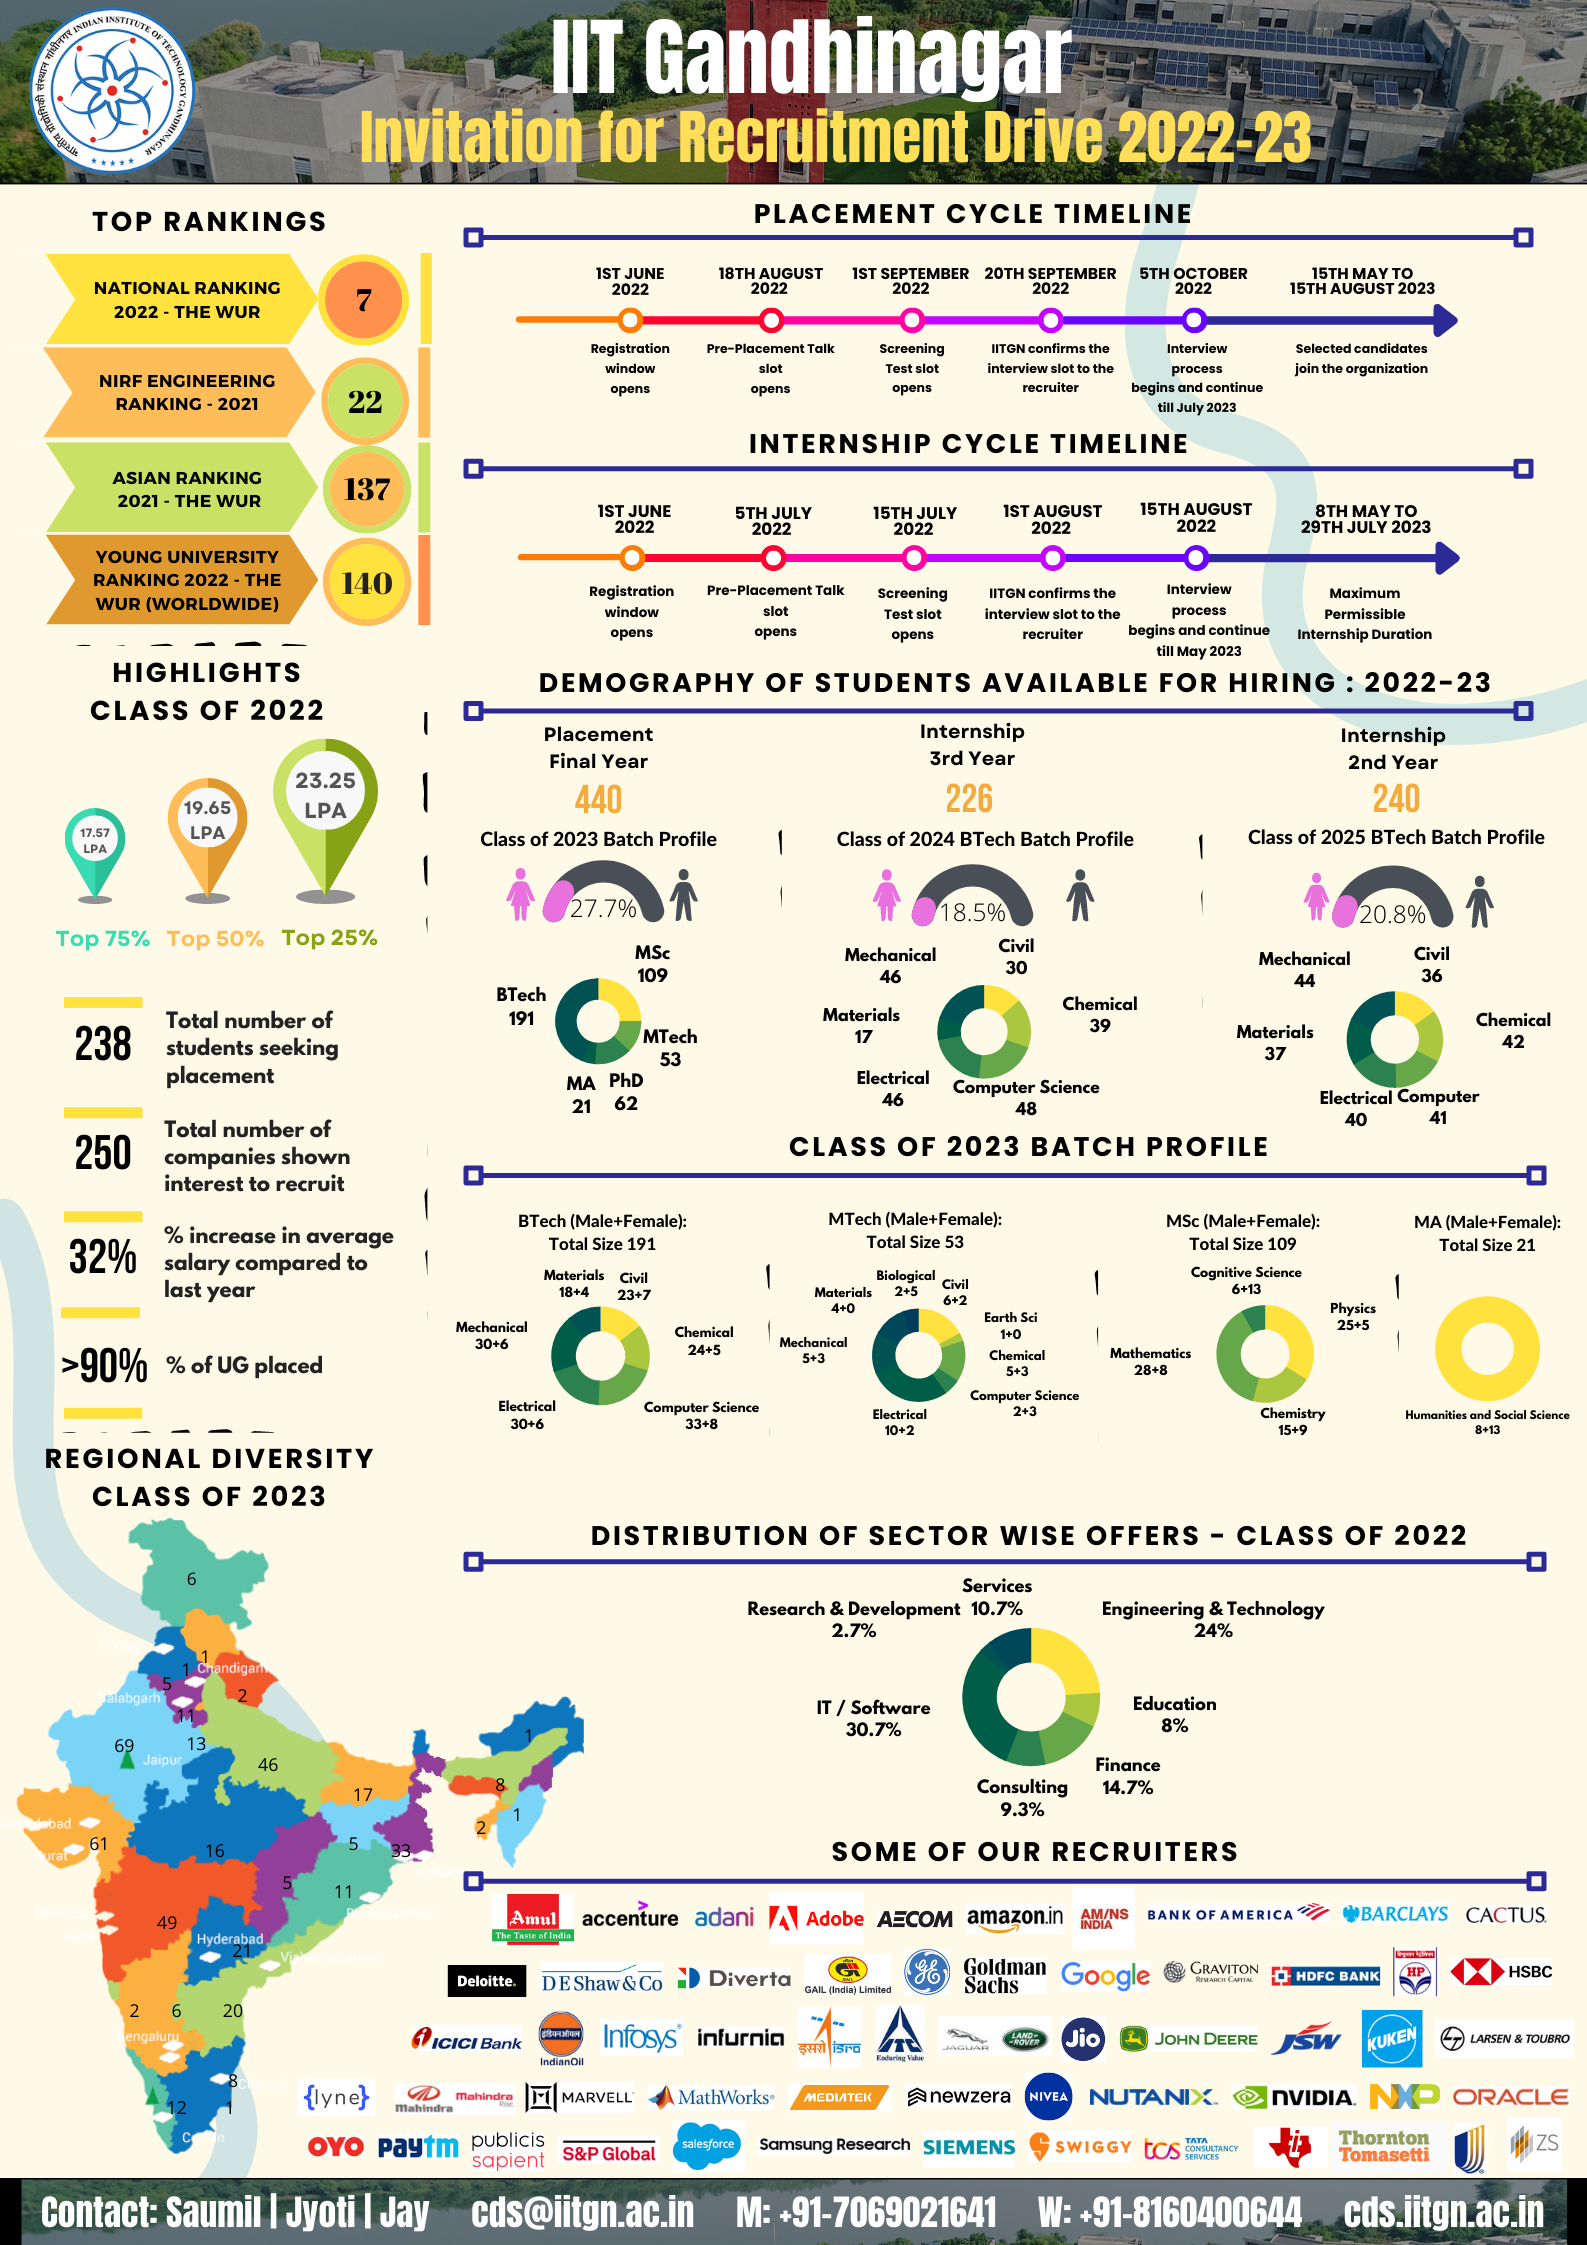 IIT Gandhinagar
Invitation for Recruitment Drive 2022-23
भारतीय प्रौद्योगिकी संस्थान गांधीनगर
INDIAN INSTITUTE OF TECHNOLOGY GANDHINAGAR
TOP RANKINGS
NATIONAL RANKING
2022 - THE WUR
7
NIRF ENGINEERING
RANKING - 2021
22
ASIAN RANKING
2021 - THE WUR
137
YOUNG UNIVERSITY
RANKING 2022 - THE
WUR (WORLDWIDE)
140
PLACEMENT CYCLE TIMELINE
1ST JUNE
2022
Registration
window
opens
18TH AUGUST
2022
Pre-Placement Talk
slot
opens
1ST SEPTEMBER
2022
Screening
Test slot
opens
20TH SEPTEMBER
2022
IITGN confirms the
interview slot to the
recruiter
5TH OCTOBER
2022
Interview
process
begins and continue
till July 2023
15TH MAY TO
15TH AUGUST 2023
Selected candidates
join the organization
INTERNSHIP CYCLE TIMELINE
1ST JUNE
2022
Registration
window
opens
5TH JULY
2022
Pre-Placement Talk
slot
opens
15TH JULY
2022
Screening
Test slot
opens
1ST AUGUST
2022
IITGN confirms the
interview slot to the
recruiter
15TH AUGUST
2022
Interview
process
begins and continue
till May 2023
8TH MAY TO
29TH JULY 2023
Maximum
Permissible
Internship Duration
HIGHLIGHTS
CLASS OF 2022
17.57
LPA
Top 75%
19.65
LPA
Top 50%
23.25
LPA
Top 25%
238
Total number of
students seeking
placement
250
Total number of
companies shown
interest to recruit
32%
% increase in average
salary compared to
last year
>90%
% of UG placed
DEMOGRAPHY OF STUDENTS AVAILABLE FOR HIRING : 2022-23
Placement
Final Year
440
Class of 2023 Batch Profile
27.7%
MSc
109
BTech
191
MTech
53
MA
21
PhD
62
Internship
3rd Year
226
Class of 2024 BTech Batch Profile
18.5%
Mechanical
46
Civil
30
Materials
17
Chemical
39
Electrical
46
Computer Science
48
Internship
2nd Year
240
Class of 2025 BTech Batch Profile
20.8%
Mechanical
44
Civil
36
Materials
37
Chemical
42
Electrical
40
Computer
41
CLASS OF 2023 BATCH PROFILE
BTech (Male+Female):
Total Size 191
Materials
18+4
Civil
23+7
Mechanical
30+6
Chemical
24+5
Electrical
30+6
Computer Science
33+8
MTech (Male+Female):
Total Size 53
Biological
2+5
Civil
6+2
Materials
4+0
Earth Sci
1+0
Mechanical
5+3
Chemical
5+3
Computer Science
2+3
Electrical
10+2
MSc (Male+Female):
Total Size 109
Cognitive Science
6+13
Physics
25+5
Mathematics
28+8
Chemistry
15+9
MA (Male+Female):
Total Size 21
Humanities and Social Science
8+13
REGIONAL DIVERSITY
CLASS OF 2023
6
1
1
Chandigarh
5
2
11
13
69
Jaipur
46
1
17
8
1
2
61
16
5
33
5
11
49
Hyderabad
21
2
6
20
Bengaluru
8
12
1
DISTRIBUTION OF SECTOR WISE OFFERS - CLASS OF 2022
Services
10.7%
Research & Development
2.7%
Engineering & Technology
24%
IT / Software
30.7%
Education
8%
Finance
14.7%
Consulting
9.3%
SOME OF OUR RECRUITERS
Amul
The Taste of India
accenture
adani
Adobe
AECOM
amazon.in
AM/NS
INDIA
BANK OF AMERICA
BARCLAYS
CACTUS
Deloitte.
DE Shaw & Co
Diverta
GAIL (India) Limited
GE
Goldman
Sachs
Google
GRAVITON
RESEARCH CAPITAL
HDFC BANK
HP
HSBC
ICICI Bank
इंडियनऑयल
IndianOil
Infosys
infurnia
इसरो isro
Enduring Value
JAGUAR
LAND-
ROVER
Jio
JOHN DEERE
JSW
KUKEN
LARSEN & TOUBRO
{lyne}
Mahindra
Mahindra
Rise
MARVELL
MathWorks
MEDIATEK
newzera
NIVEA
NUTANIX
NVIDIA
NXP
ORACLE
OYO
paytm
publicis
sapient
S&P Global
salesforce
Samsung Research
SIEMENS
SWIGGY
tcs TATA
CONSULTANCY
SERVICES
Thornton
Tomasetti
ZS
Contact: Saumil | Jyoti | Jay cds@iitgn.ac.in M: +91-7069021641 W: +91-8160400644 cds.iitgn.ac.in